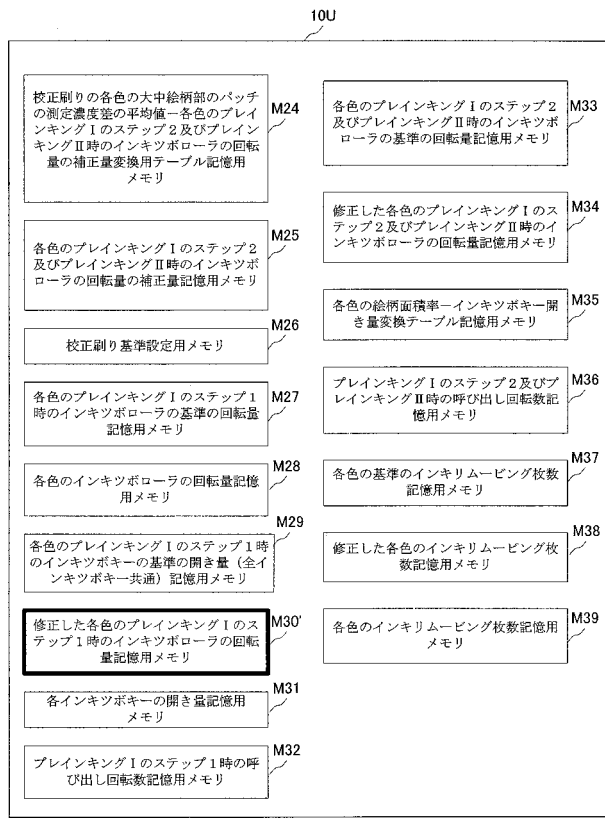 10U
校正刷りの各色の大中絵柄部のパッチ
の測定濃度差の平均値－各色のプレイ
ンキングⅠのステップ2及びプレイン
キングⅡ時のインキツボローラの回転
量の補正量変換用テーブル記憶用
メモリ
M24
各色のプレインキングⅠのステップ2
及びプレインキングⅡ時のインキツボ
ローラの回転量の補正量記憶用メモリ
M25
校正刷り基準設定用メモリ
M26
各色のプレインキングⅠのステップ1
時のインキツボローラの基準の回転量
記憶用メモリ
M27
各色のインキツボローラの回転量記憶
用メモリ
M28
各色のプレインキングⅠのステップ1時
のインキツボキーの基準の開き量（全イ
ンキツボキー共通）記憶用メモリ
M29
修正した各色のプレインキングⅠのス
テップ1時のインキツボローラの回転
量記憶用メモリ
M30'
各インキツボキーの開き量記憶用
メモリ
M31
プレインキングⅠのステップ1時の呼
び出し回転数記憶用メモリ
M32
各色のプレインキングⅠのステップ2
及びプレインキングⅡ時のインキツボ
ローラの基準の回転量記憶用メモリ
M33
修正した各色のプレインキングⅠのス
テップ2及びプレインキングⅡ時のイ
ンキツボローラの回転量記憶用メモリ
M34
各色の絵柄面積率－インキツボキー開
き量変換テーブル記憶用メモリ
M35
プレインキングⅠのステップ2及びプ
レインキングⅡ時の呼び出し回転数記
憶用メモリ
M36
各色の基準のインキリムービング枚数
記憶用メモリ
M37
修正した各色のインキリムービング枚
数記憶用メモリ
M38
各色のインキリムービング枚数記憶用
メモリ
M39